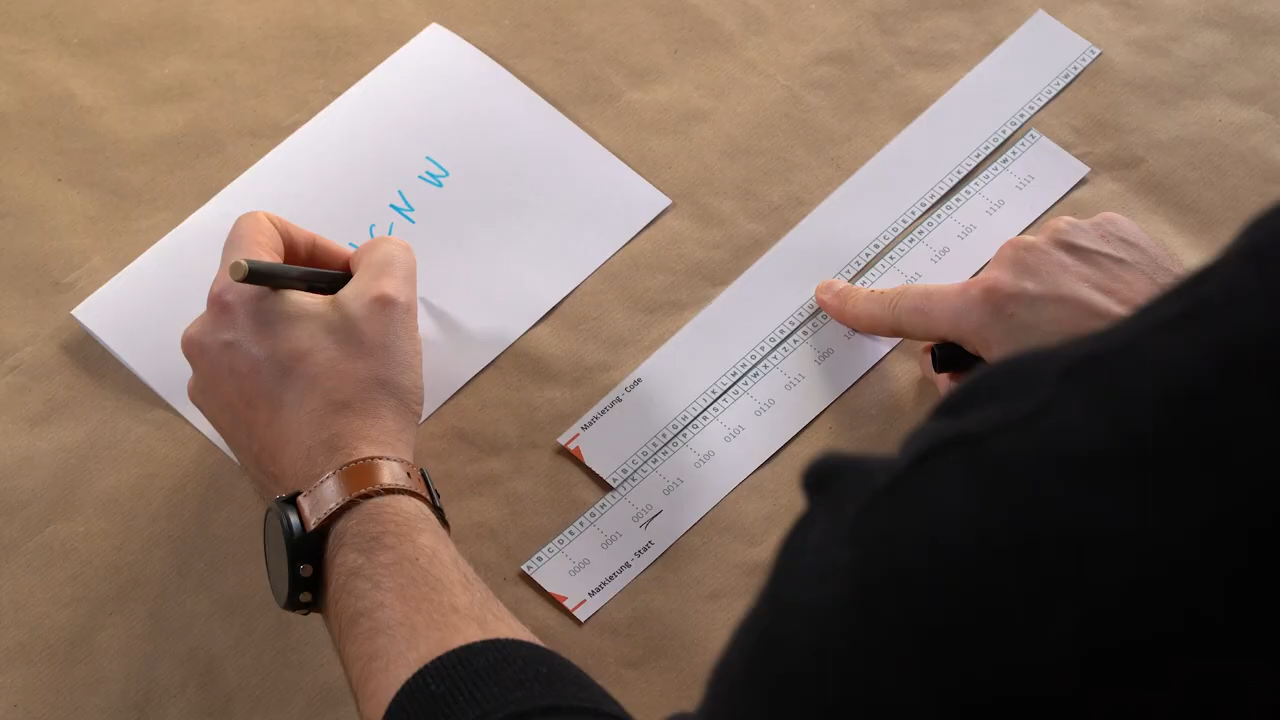 N W
Markierung - Code
A B C D E F G H I J K L M N O P Q R S T U Y Z A B C D E F G H I J K L M N O P Q R S T U V W X Y Z
A B C D E F G H I J K L M N O P Q R S T U V W X Y Z A B C D H I J K L M N O P Q R S T U V W X Y Z
0000 0001 0010 0011 0100 0101 0110 0111 1000 1100 1101 1110 1111
Markierung - Start